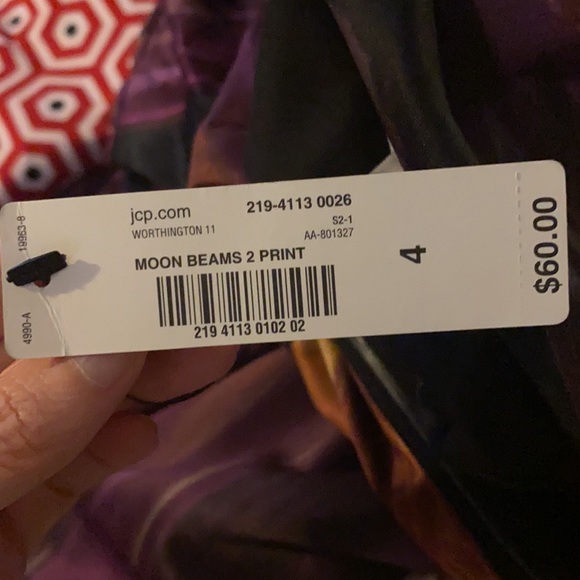 jcp.com
219-4113 0026
WORTHINGTON 11
S2-1
AA-801327
MOON BEAMS 2 PRINT
219 4113 0102 02
4
$60.00
19963-8
4990-A